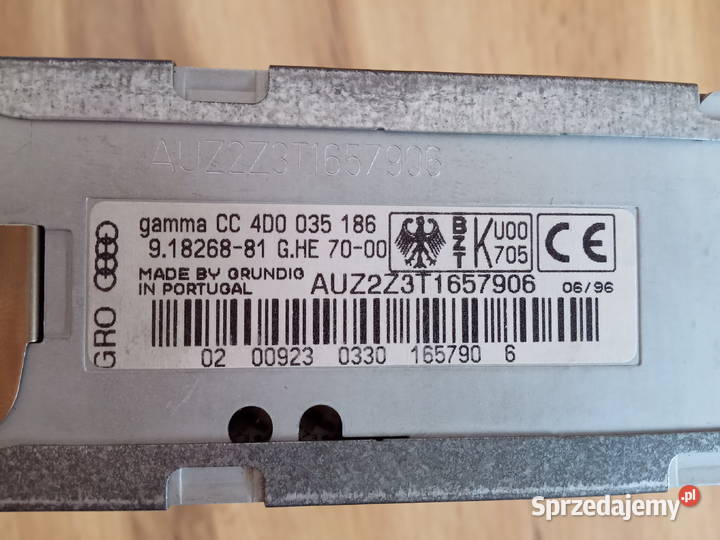 AUZ2Z3T1657906
gamma CC 4D0 035 186
9.18268-81 G.HE 70-00
BZT
K U00 705
CE
MADE BY GRUNDIG
IN PORTUGAL
AUZ2Z3T1657906
06/96
GRO
02 00923 0330 165790 6
Sprzedajemy.pl